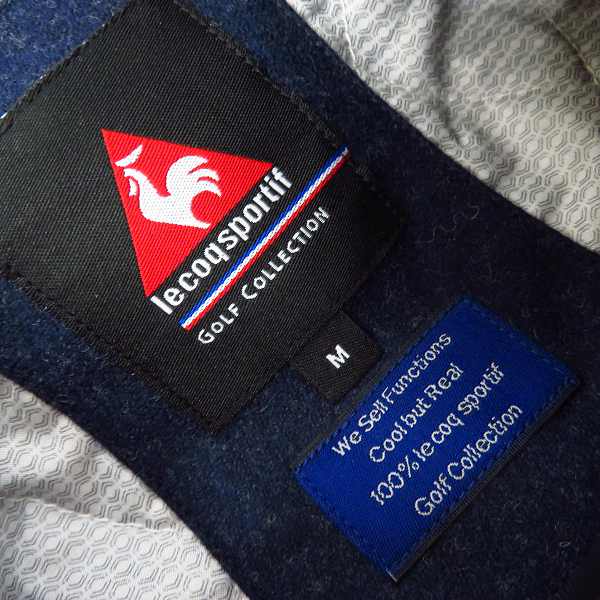 lecoqsportif
GOLF COLLECTION
M
We Sell Functions
Cool but Real
100% le coq sportif
Golf Collection